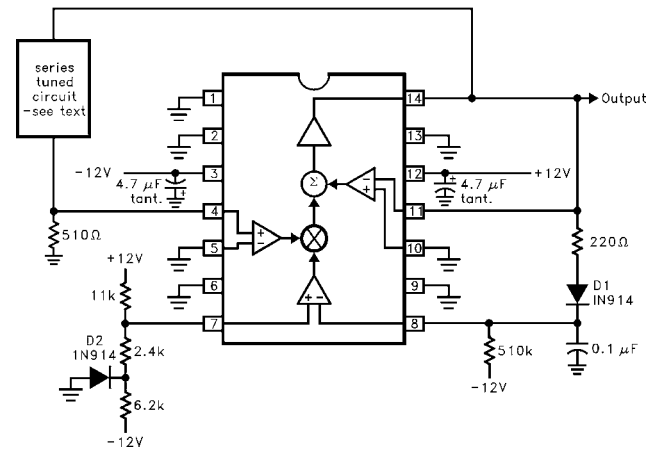 series
tuned
circuit
-see text
Output
1
2
3
4
5
6
7
14
13
12
11
10
9
8
-12V
4.7 µF
tant.
+
+12V
4.7 µF
tant.
+
510Ω
+12V
11k
D2
1N914
2.4k
6.2k
-12V
Σ
+
-
-
+
+ -
220Ω
D1
IN914
510k
-12V
0.1 µF